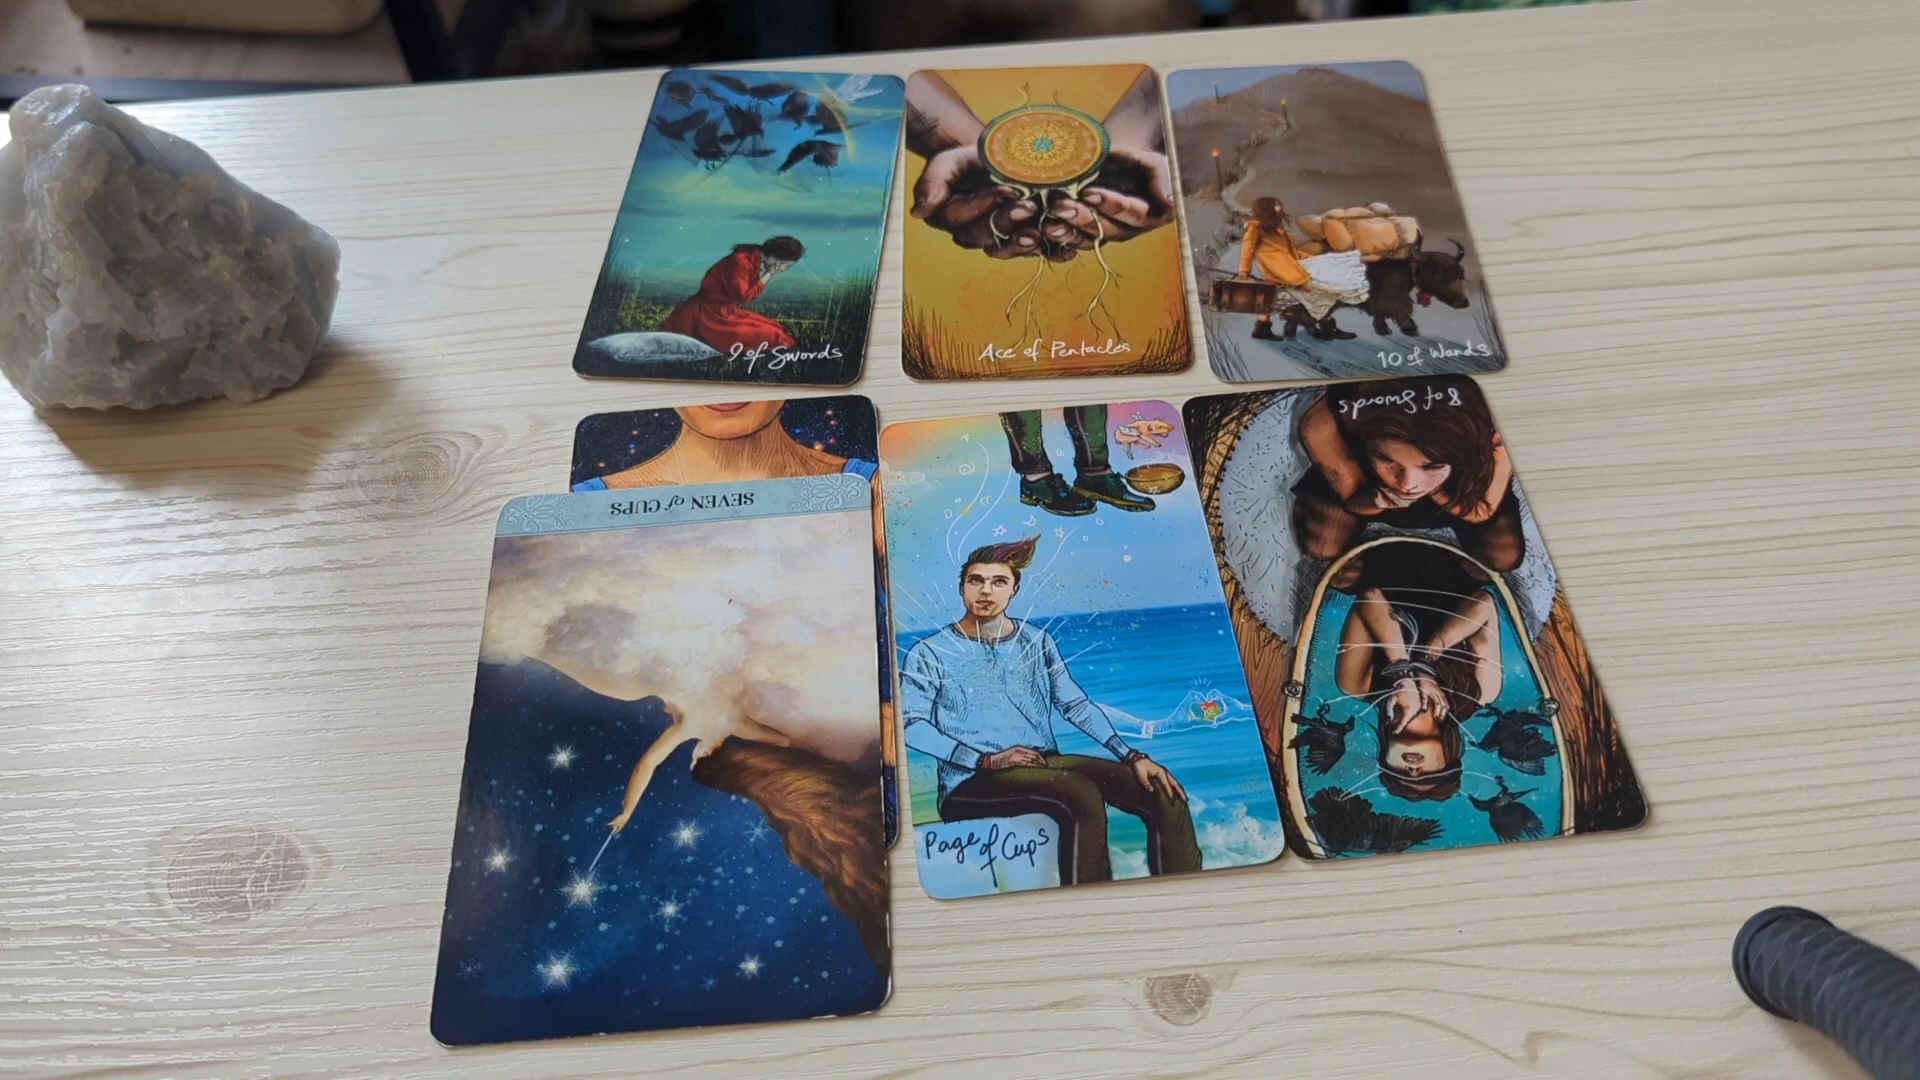 9 of Swords
Ace of Pentacles
10 of Wands
8 of Swords
SEVEN of CUPS
Page of Cups